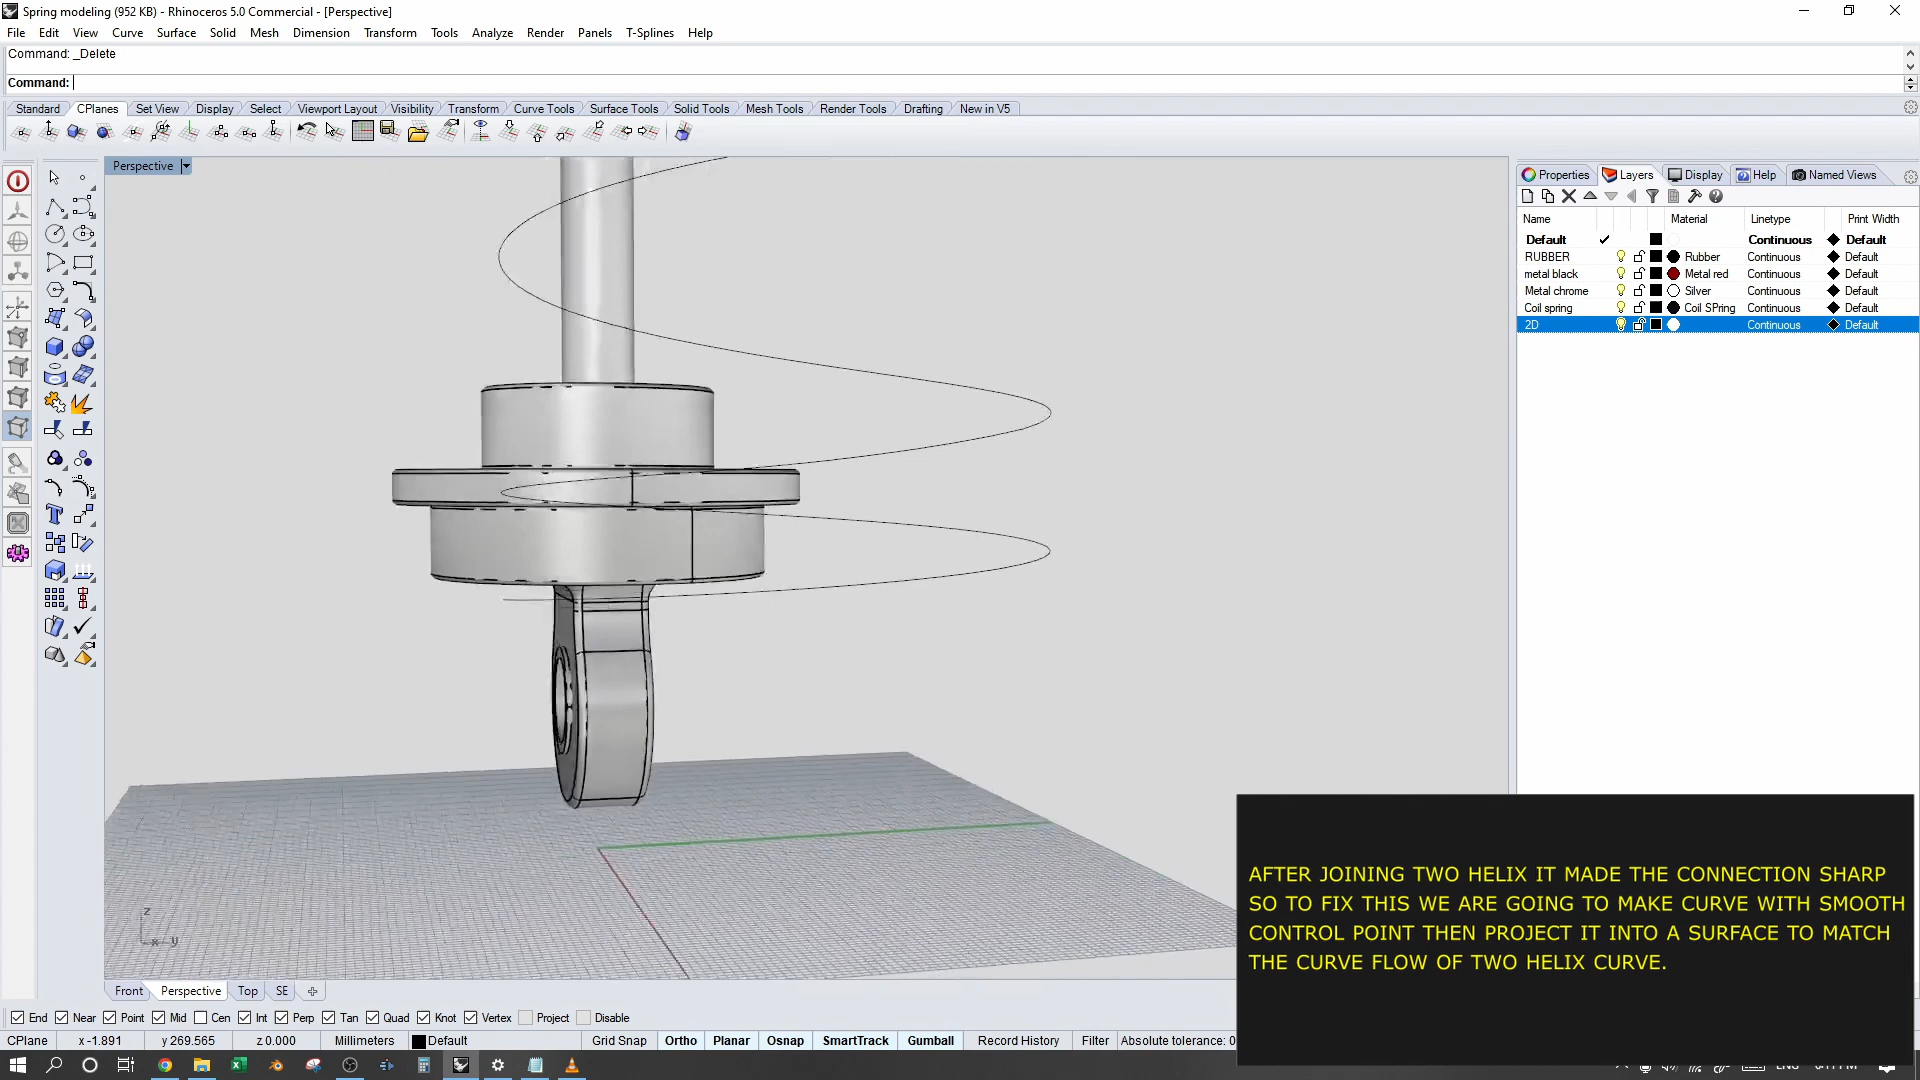 Spring modeling (952 KB) - Rhinoceros 5.0 Commercial - [Perspective]
File Edit View Curve Surface Solid Mesh Dimension Transform Tools Analyze Render Panels T-Splines Help
Command: _Delete
Command:
Standard CPlanes Set View Display Select Viewport Layout Visibility Transform Curve Tools Surface Tools Solid Tools Mesh Tools Render Tools Drafting New in V5
Perspective
Properties Layers Display Help Named Views
Name Material Linetype Print Width
Default Continuous Default
RUBBER Rubber Continuous Default
metal black Metal red Continuous Default
Metal chrome Silver Continuous Default
Coil spring Coil SPring Continuous Default
2D Continuous Default
z
x y
AFTER JOINING TWO HELIX IT MADE THE CONNECTION SHARP
SO TO FIX THIS WE ARE GOING TO MAKE CURVE WITH SMOOTH
CONTROL POINT THEN PROJECT IT INTO A SURFACE TO MATCH
THE CURVE FLOW OF TWO HELIX CURVE.
Front Perspective Top SE
End Near Point Mid Cen Int Perp Tan Quad Knot Vertex Project Disable
CPlane x -1.891 y 269.565 z 0.000 Millimeters Default Grid Snap Ortho Planar Osnap SmartTrack Gumball Record History Filter Absolute tolerance: 0